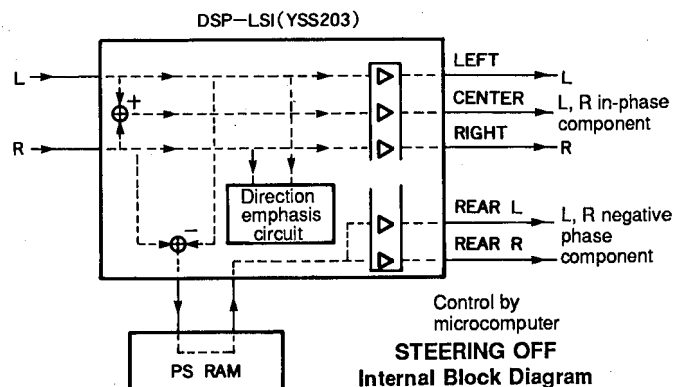 DSP-LSI(YSS203)
L
R
+
-
Direction
emphasis
circuit
LEFT
L
CENTER
L, R in-phase
component
RIGHT
R
REAR L
REAR R
L, R negative
phase
component
Control by
microcomputer
PS RAM
STEERING OFF
Internal Block Diagram